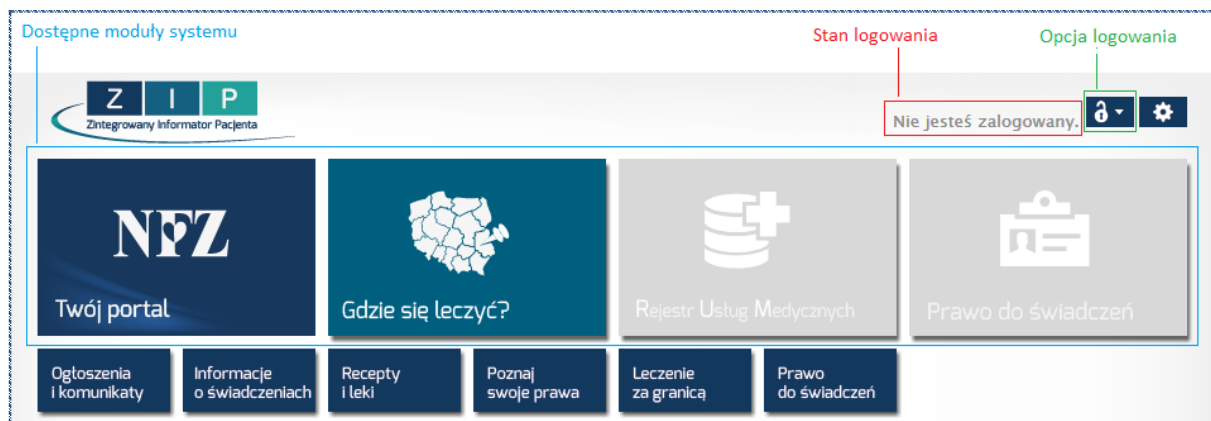 Dostępne moduły systemu
Stan logowania
Opcja logowania
Z I P
Zintegrowany Informator Pacjenta
Nie jesteś zalogowany.
NFZ
Twój portal
Gdzie się leczyć?
Rejestr Usług Medycznych
Prawo do świadczeń
Ogłoszenia
i komunikaty
Informacje
o świadczeniach
Recepty
i leki
Poznaj
swoje prawa
Leczenie
za granicą
Prawo
do świadczeń